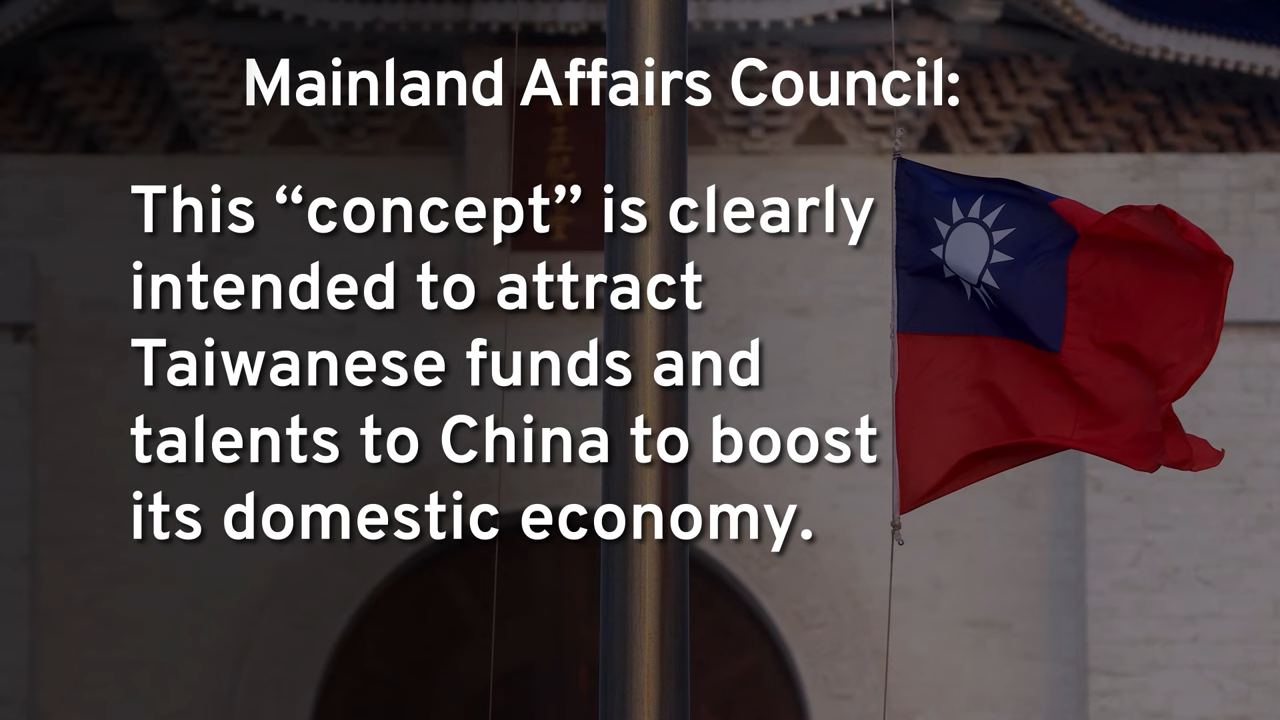 Mainland Affairs Council:
This “concept” is clearly
intended to attract
Taiwanese funds and
talents to China to boost
its domestic economy.